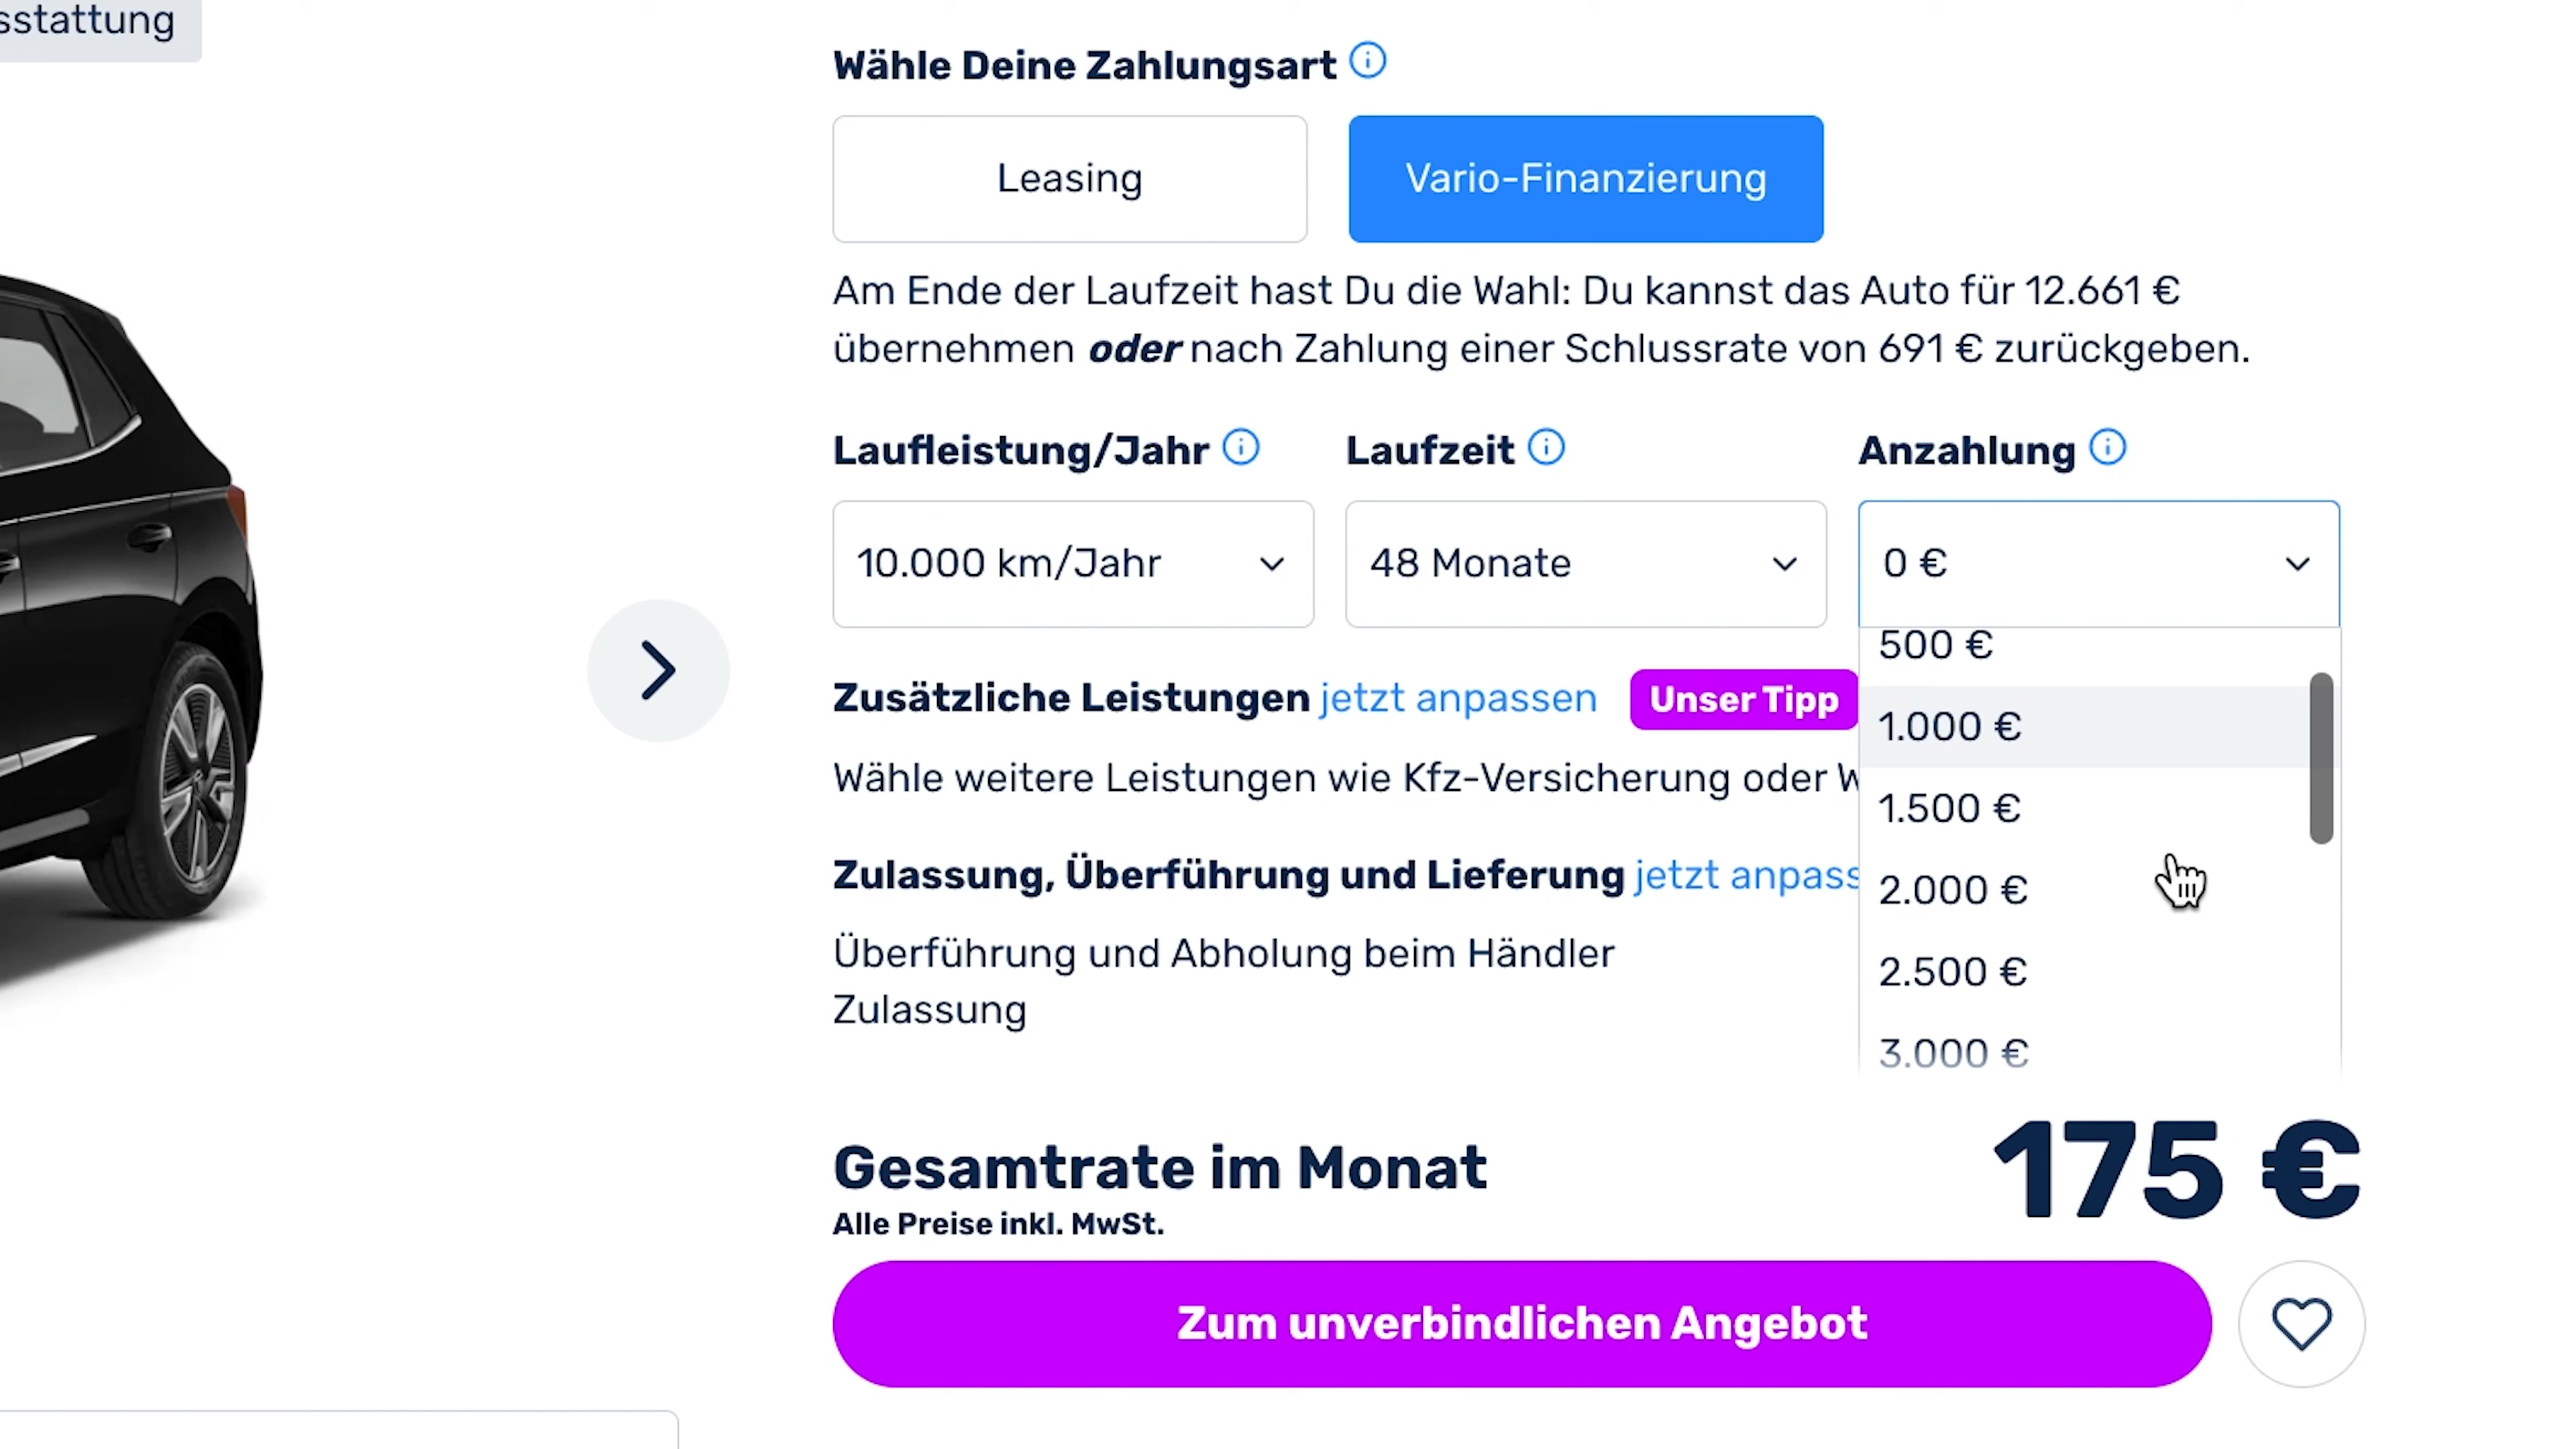 sstattung
Wähle Deine Zahlungsart
Leasing
Vario-Finanzierung
Am Ende der Laufzeit hast Du die Wahl: Du kannst das Auto für 12.661 €
übernehmen oder nach Zahlung einer Schlussrate von 691 € zurückgeben.
Laufleistung/Jahr
Laufzeit
Anzahlung
10.000 km/Jahr
48 Monate
0 €
500 €
1.000 €
1.500 €
2.000 €
2.500 €
3.000 €
Zusätzliche Leistungen jetzt anpassen
Unser Tipp
Wähle weitere Leistungen wie Kfz-Versicherung oder W
Zulassung, Überführung und Lieferung jetzt anpass
Überführung und Abholung beim Händler
Zulassung
Gesamtrate im Monat
175 €
Alle Preise inkl. MwSt.
Zum unverbindlichen Angebot